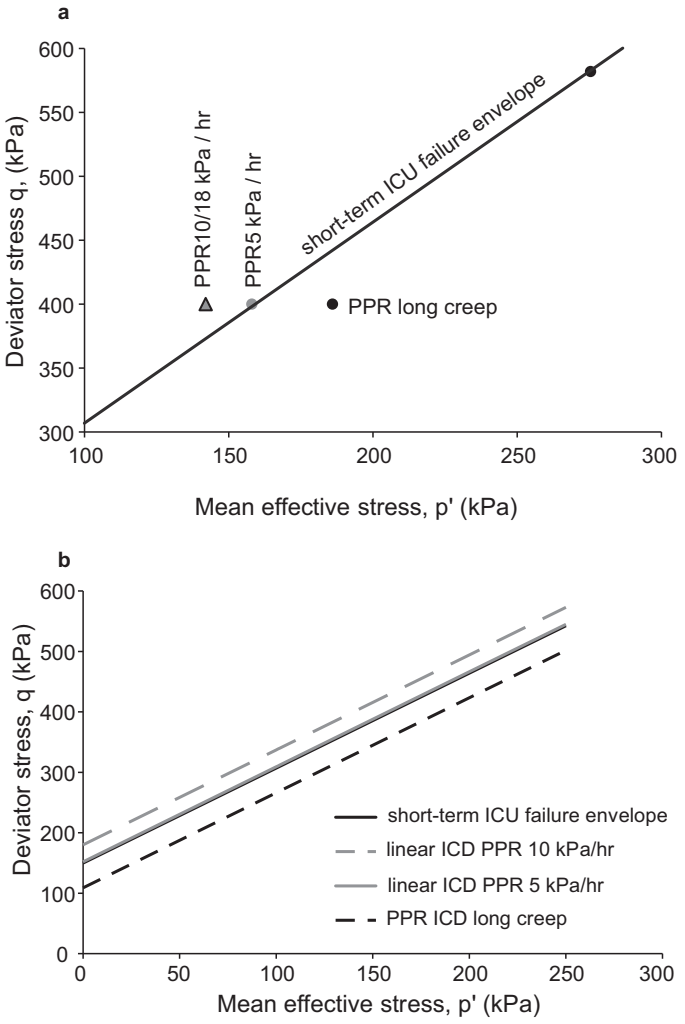 a
600
550
500
450
400
350
300
100
150
200
250
300
Deviator stress q, (kPa)
Mean effective stress, p' (kPa)
PPR10/18 kPa / hr
PPR5 kPa / hr
short-term ICU failure envelope
PPR long creep
b
600
500
400
300
200
100
0
0
50
100
150
200
250
300
Deviator stress, q (kPa)
Mean effective stress, p' (kPa)
short-term ICU failure envelope
linear ICD PPR 10 kPa/hr
linear ICD PPR 5 kPa/hr
PPR ICD long creep